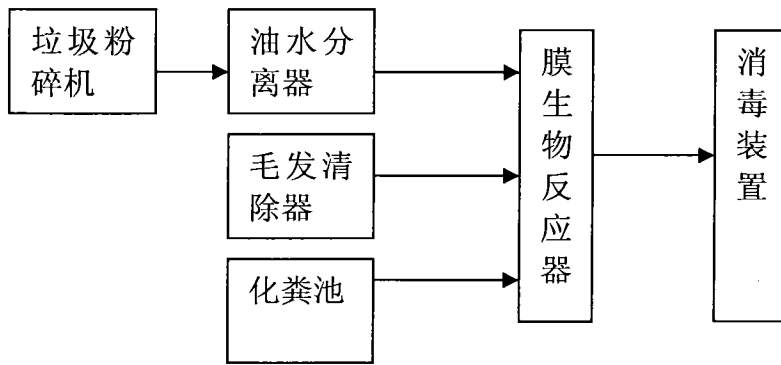 垃圾粉
碎机
油水分
离器
毛发清
除器
化粪池
膜生物反应器
消毒装置